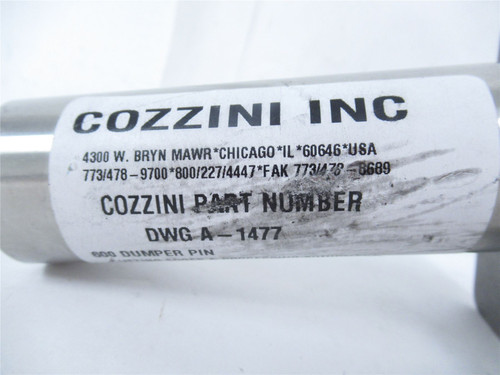 COZZINI INC
4300 W. BRYN MAWR*CHICAGO*IL*60646*USA
773/478-9700*800/227/4447*FAK 773/478-8689
COZZINI PART NUMBER
DWG A-1477
600 DUMPER PIN